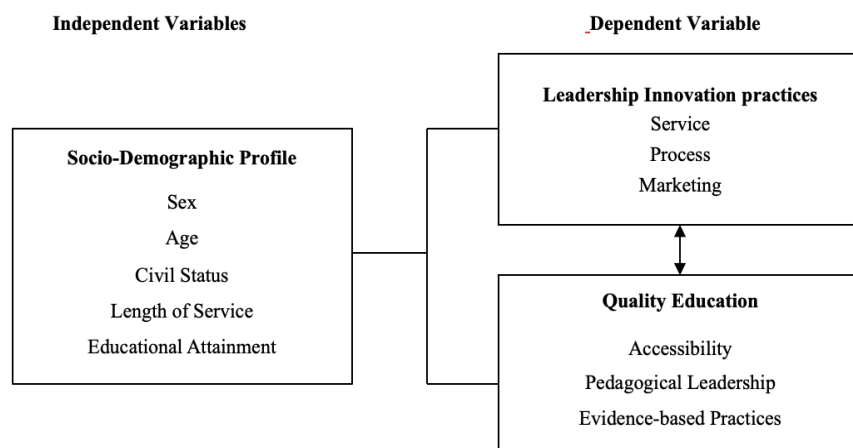 Independent Variables
Dependent Variable
Socio-Demographic Profile
Sex
Age
Civil Status
Length of Service
Educational Attainment
Leadership Innovation practices
Service
Process
Marketing
Quality Education
Accessibility
Pedagogical Leadership
Evidence-based Practices